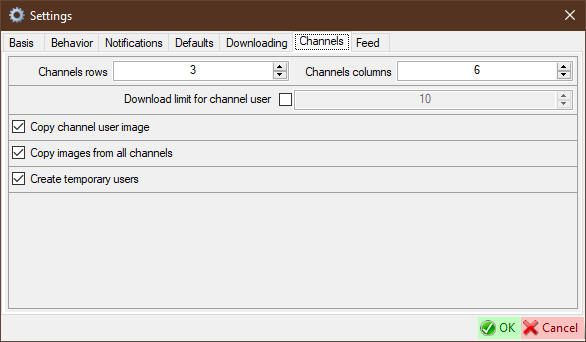 Settings
Basis Behavior Notifications Defaults Downloading Channels Feed
Channels rows 3 Channels columns 6
Download limit for channel user 10
Copy channel user image
Copy images from all channels
Create temporary users
OK Cancel